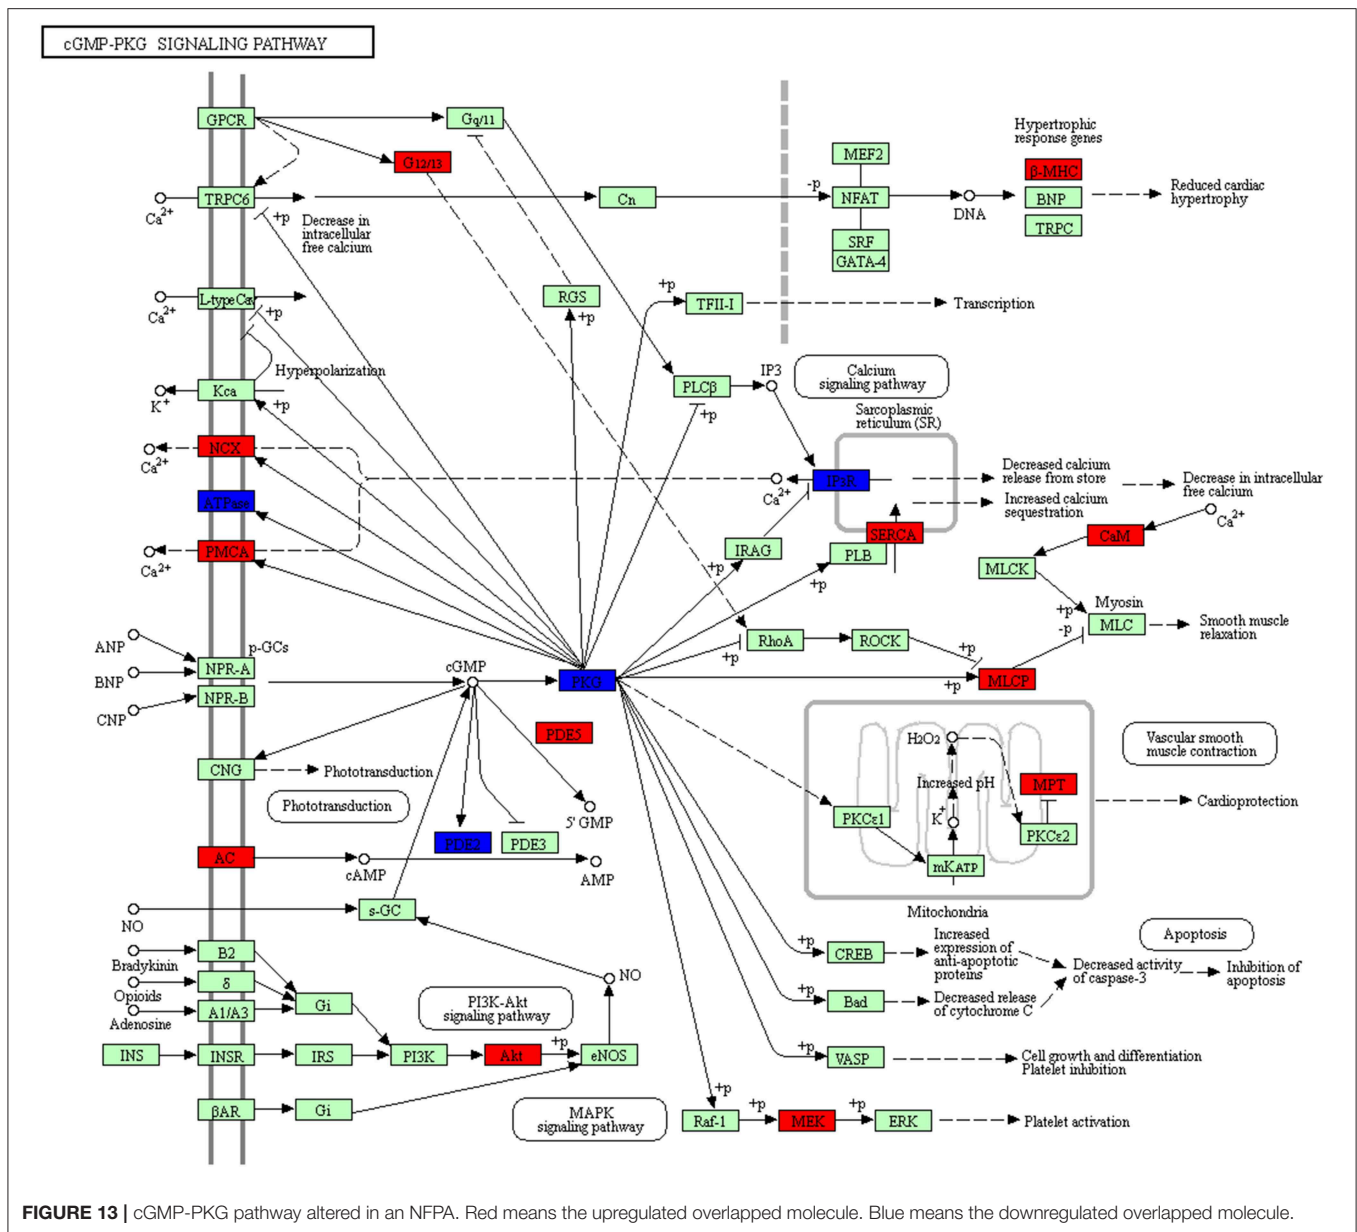 cGMP-PKG SIGNALING PATHWAY
GPCR
Gq/11
G12/13
Hypertrophic
response genes
MEF2
β-MHC
Ca2+
TRPC6
+p
Decrease in
intracellular
free calcium
Cn
-p
NFAT
DNA
BNP
TRPC
Reduced cardiac
hypertrophy
SRF
GATA-4
Ca2+
L-type Cav
+p
RGS
+p
+p
TFII-I
Transcription
Hyperpolarization
K+
Kca
+p
PLCβ
+p
IP3
Calcium
signaling pathway
Sarcoplasmic
reticulum (SR)
Ca2+
NCX
ATPase
Ca2+
PMCA
Ca2+
IP3R
Decreased calcium
release from store
Increased calcium
sequestration
Decrease in intracellular
free calcium
IRAG
+p
PLB
SERCA
+p
CaM
Ca2+
MLCK
Myosin
+p
-p
MLC
Smooth muscle
relaxation
ANP
BNP
CNP
p-GCs
NPR-A
NPR-B
cGMP
PKG
RhoA
+p
ROCK
+p
+p
MLCP
PDE5
CNG
Phototransduction
Phototransduction
5' GMP
PDE2
PDE3
H2O2
Increased pH
K+
MPT
PKCε1
PKCε2
mKATP
Mitochondria
Vascular smooth
muscle contraction
Cardioprotection
AC
cAMP
AMP
NO
s-GC
Bradykinin
B2
Opioids
δ
Adenosine
A1/A3
Gi
NO
PI3K-Akt
signaling pathway
INS
INSR
IRS
PI3K
Akt
+p
eNOS
βAR
Gi
MAPK
signaling pathway
+p
CREB
Increased
expression of
anti-apoptotic
proteins
Apoptosis
Decreased activity
of caspase-3
Inhibition of
apoptosis
+p
Bad
Decreased release
of cytochrome C
+p
VASP
Cell growth and differentiation
Platelet inhibition
+p
Raf-1
+p
MEK
+p
ERK
Platelet activation
FIGURE 13 | cGMP-PKG pathway altered in an NFPA. Red means the upregulated overlapped molecule. Blue means the downregulated overlapped molecule.